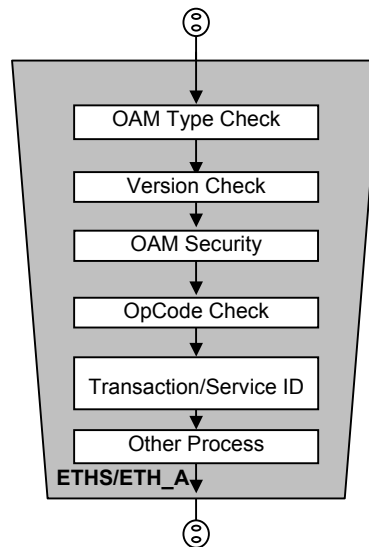 OAM Type Check
Version Check
OAM Security
OpCode Check
Transaction/Service ID
Other Process
ETHS/ETH_A